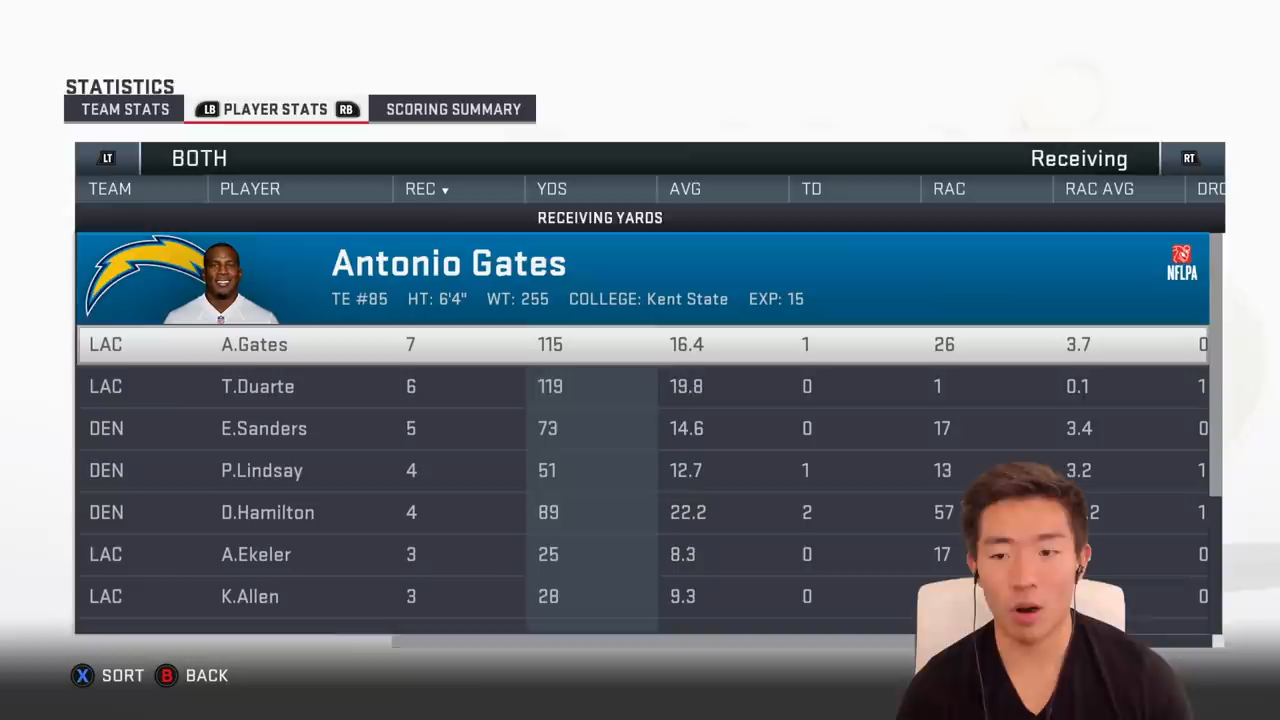 STATISTICS
TEAM STATS LB PLAYER STATS RB SCORING SUMMARY
LT BOTH Receiving RT
TEAM PLAYER REC YDS AVG TD RAC RAC AVG DRO
RECEIVING YARDS
Antonio Gates
TE #85 HT: 6'4" WT: 255 COLLEGE: Kent State EXP: 15
NFLPA
LAC A.Gates 7 115 16.4 1 26 3.7 0
LAC T.Duarte 6 119 19.8 0 1 0.1 1
DEN E.Sanders 5 73 14.6 0 17 3.4 0
DEN P.Lindsay 4 51 12.7 1 13 3.2 1
DEN D.Hamilton 4 89 22.2 2 57 .2 1
LAC A.Ekeler 3 25 8.3 0 17 0
LAC K.Allen 3 28 9.3 0 0
X SORT B BACK